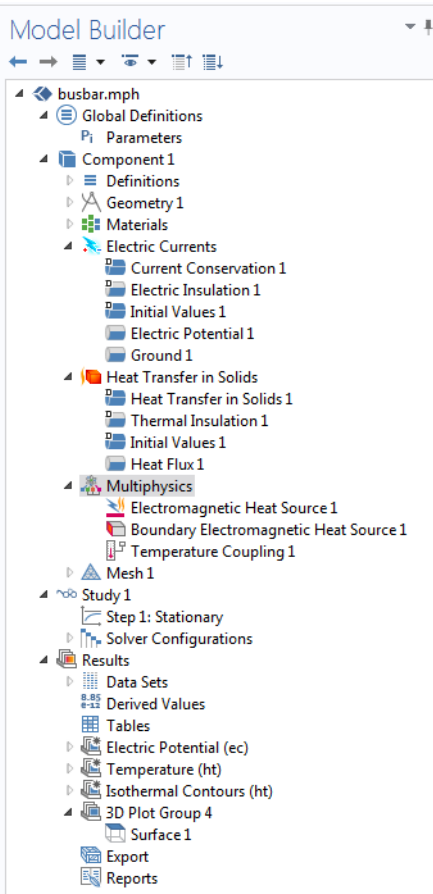 Model Builder
busbar.mph
Global Definitions
Pi Parameters
Component 1
Definitions
Geometry 1
Materials
Electric Currents
Current Conservation 1
Electric Insulation 1
Initial Values 1
Electric Potential 1
Ground 1
Heat Transfer in Solids
Heat Transfer in Solids 1
Thermal Insulation 1
Initial Values 1
Heat Flux 1
Multiphysics
Electromagnetic Heat Source 1
Boundary Electromagnetic Heat Source 1
Temperature Coupling 1
Mesh 1
Study 1
Step 1: Stationary
Solver Configurations
Results
Data Sets
8.85 e-12 Derived Values
Tables
Electric Potential (ec)
Temperature (ht)
Isothermal Contours (ht)
3D Plot Group 4
Surface 1
Export
Reports